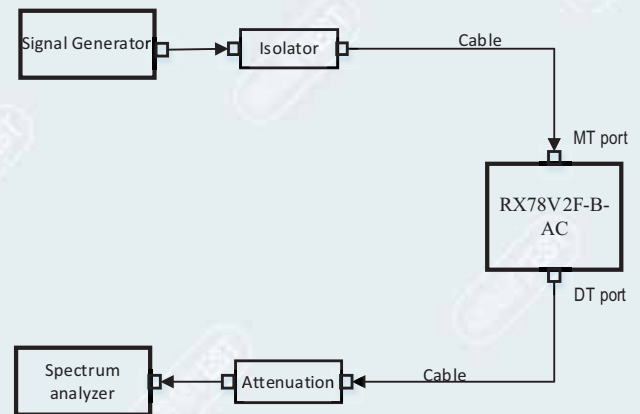 Signal Generator
Isolator
Cable
MT port
RX78V2F-B-
AC
DT port
Spectrum
analyzer
Attenuation
Cable